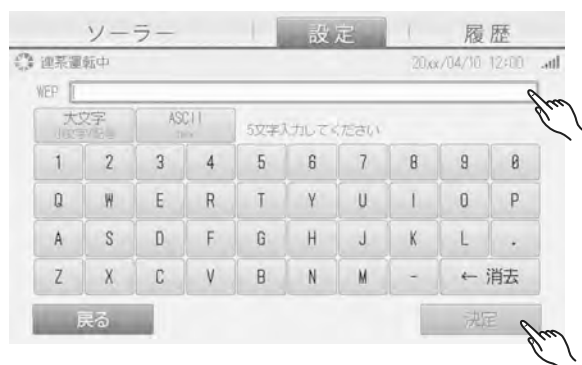 ソーラー 設定 履歴
連系運転中 20xx/04/10 12:00
WEP
大文字 ASCII 5文字入力してください
1 2 3 4 5 6 7 8 9 0
Q W E R T Y U I O P
A S D F G H J K L .
Z X C V B N M - ← 消去
戻る 決定